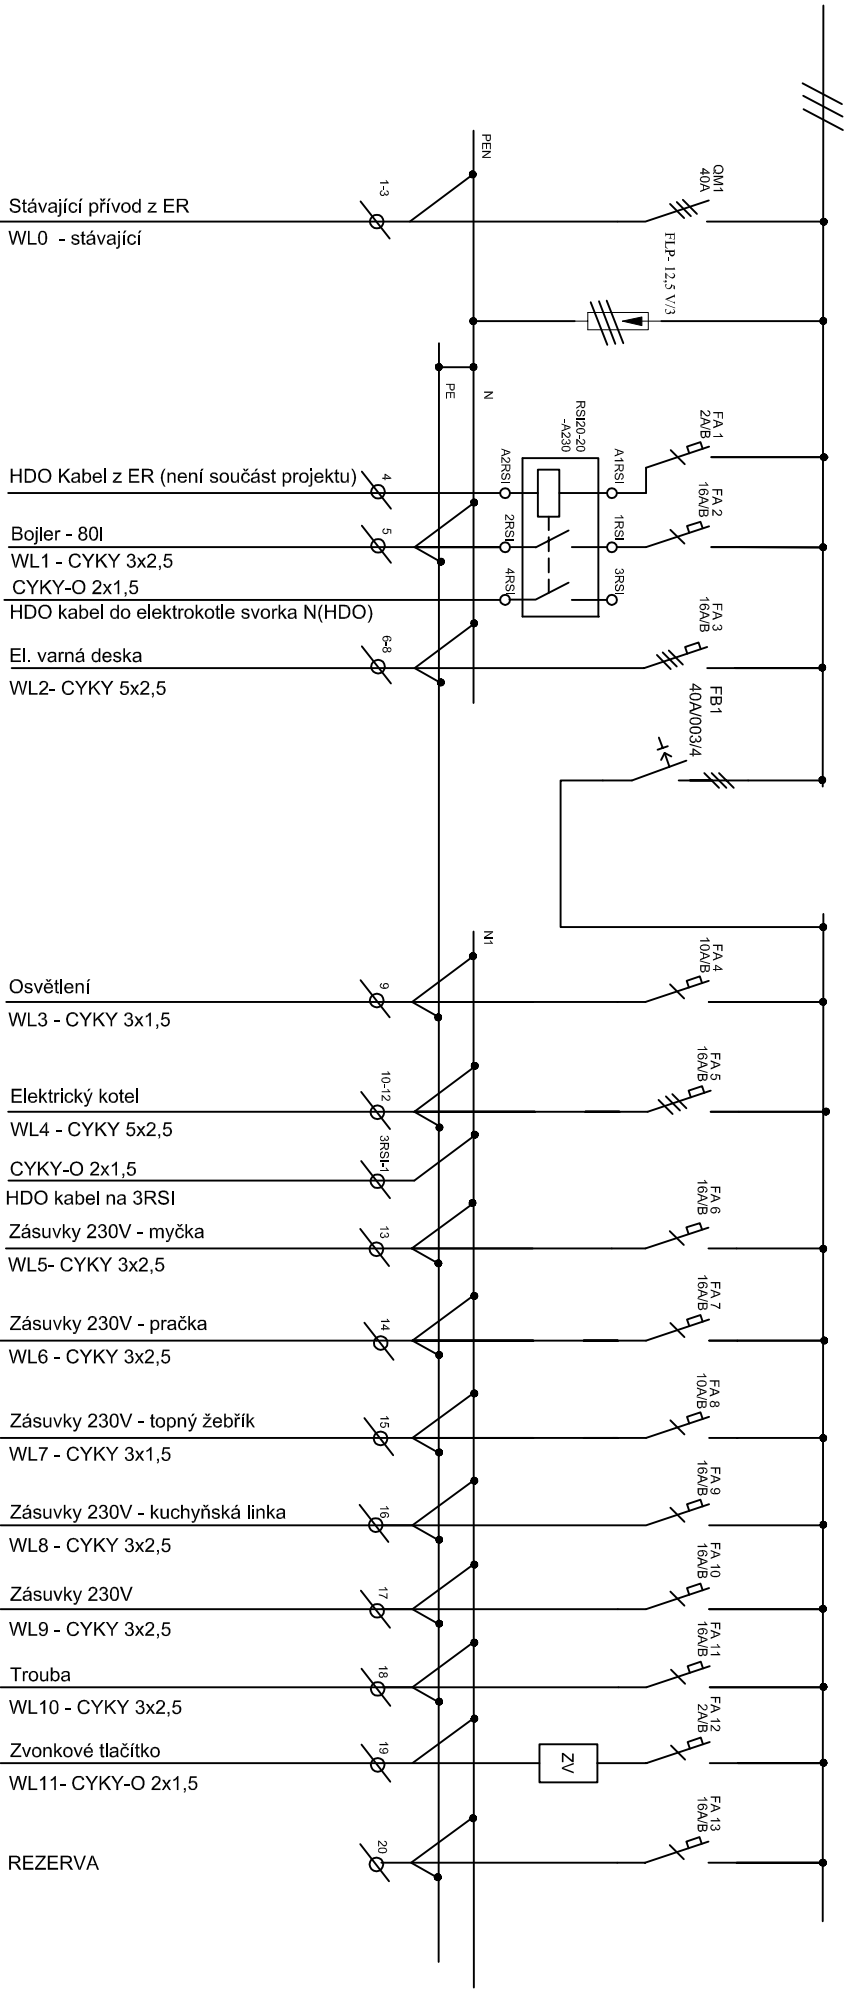 PEN
QM1
40A
1-3
Stávající přívod z ER
WL0 - stávající
FLP- 12,5 V/3
N
PE
RSI20-20
-A230
FA 1
2A/B
A2RSI
A1RSI
4
HDO Kabel z ER (není součást projektu)
FA 2
16A/B
2RSI
1RSI
5
Bojler - 80l
WL1 - CYKY 3x2,5
4RSI
3RSI
CYKY-O 2x1,5
HDO kabel do elektrokotle svorka N(HDO)
FA 3
16A/B
6-8
El. varná deska
WL2- CYKY 5x2,5
FB1
40A/003/4
N1
FA 4
10A/B
9
Osvětlení
WL3 - CYKY 3x1,5
FA 5
16A/B
10-12
Elektrický kotel
WL4 - CYKY 5x2,5
3RSI-1
CYKY-O 2x1,5
HDO kabel na 3RSI
FA 6
16A/B
13
Zásuvky 230V - myčka
WL5- CYKY 3x2,5
FA 7
16A/B
14
Zásuvky 230V - pračka
WL6 - CYKY 3x2,5
FA 8
10A/B
15
Zásuvky 230V - topný žebřík
WL7 - CYKY 3x1,5
FA 9
16A/B
16
Zásuvky 230V - kuchyňská linka
WL8 - CYKY 3x2,5
FA 10
16A/B
17
Zásuvky 230V
WL9 - CYKY 3x2,5
FA 11
16A/B
18
Trouba
WL10 - CYKY 3x2,5
FA 12
2A/B
19
ZV
Zvonkové tlačítko
WL11- CYKY-O 2x1,5
FA 13
16A/B
20
REZERVA